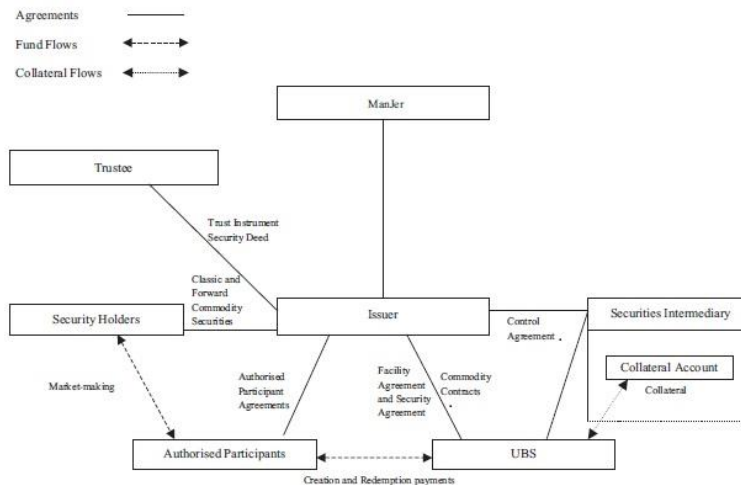 Agreements
Fund Flows
Collateral Flows
ManJer
Trustee
Trust Instrument
Security Deed
Classic and
Forward
Commodity
Securities
Security Holders
Issuer
Securities Intermediary
Control
Agreement
Collateral Account
Collateral
Market-making
Authorised
Participant
Agreements
Facility
Agreement
and Security
Agreement
Commodity
Contracts
Authorised Participants
UBS
Creation and Redemption payments